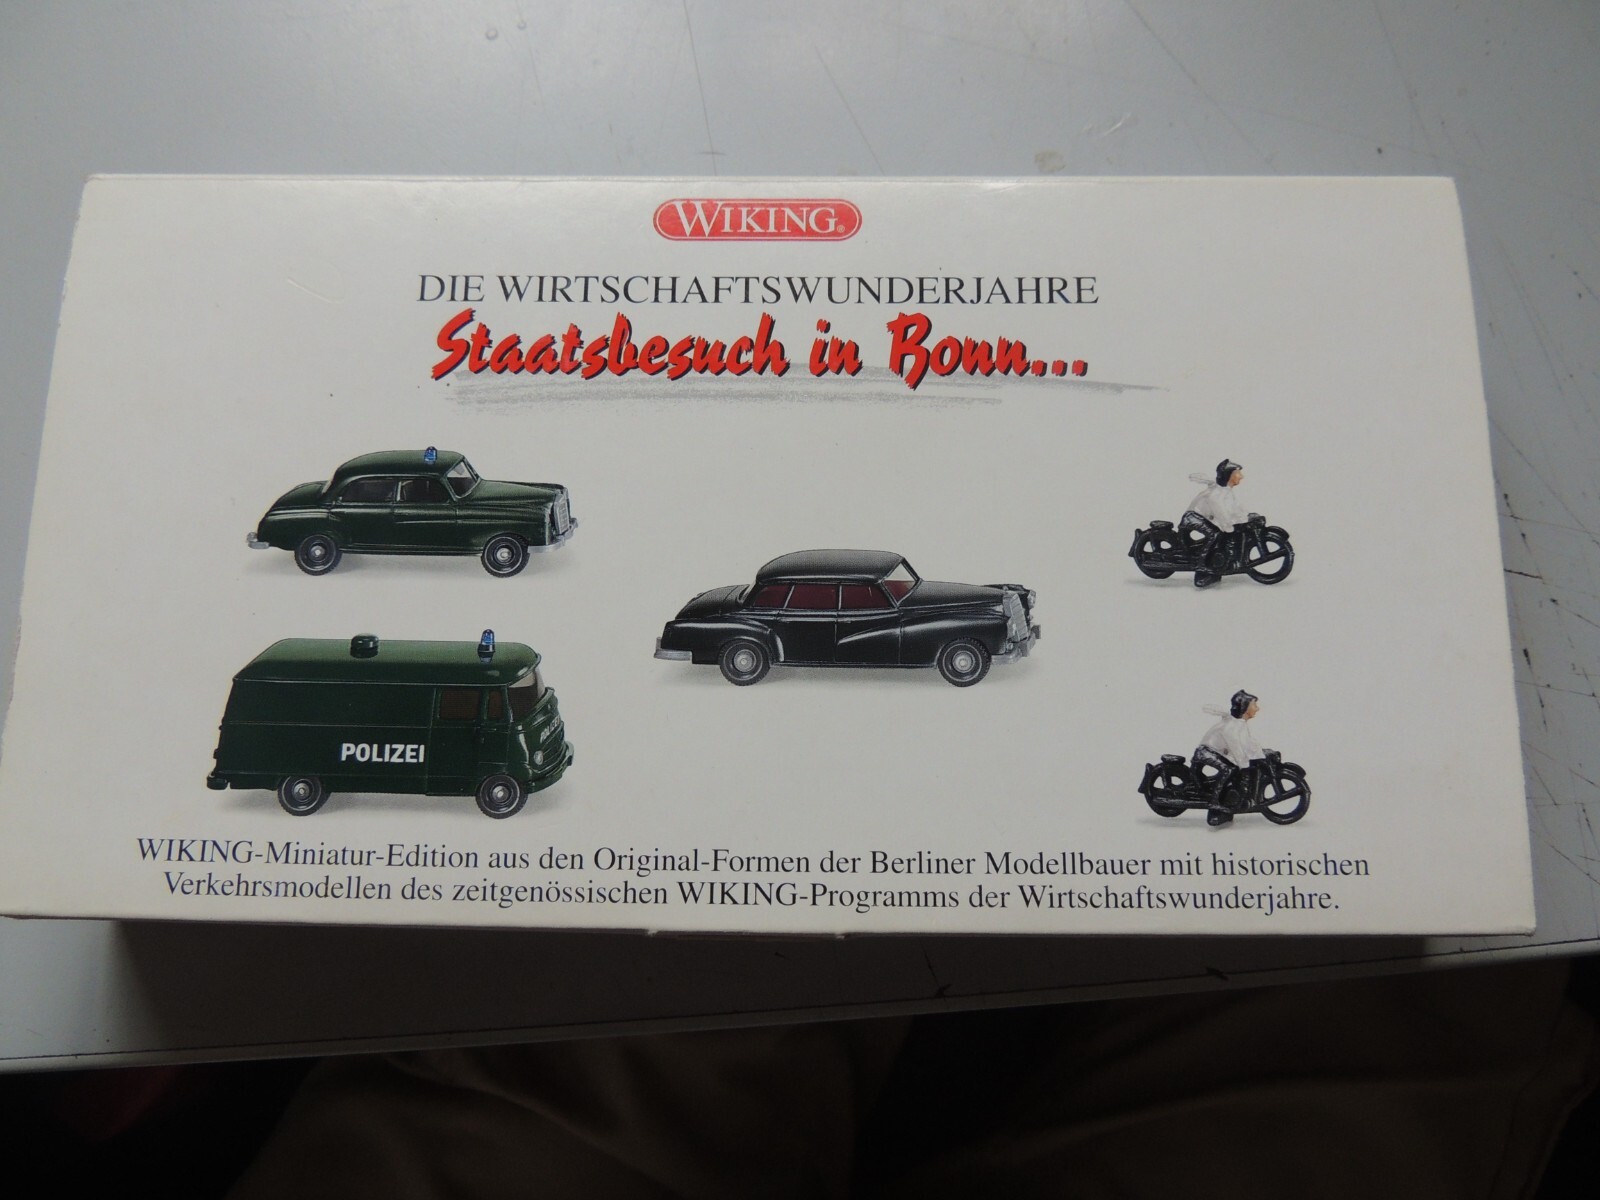 WIKING®
DIE WIRTSCHAFTSWUNDERJAHRE
Staatsbesuch in Bonn...
POLIZEI
POLIZEI
WIKING-Miniatur-Edition aus den Original-Formen der Berliner Modellbauer mit historischen
Verkehrsmodellen des zeitgenössischen WIKING-Programms der Wirtschaftswunderjahre.